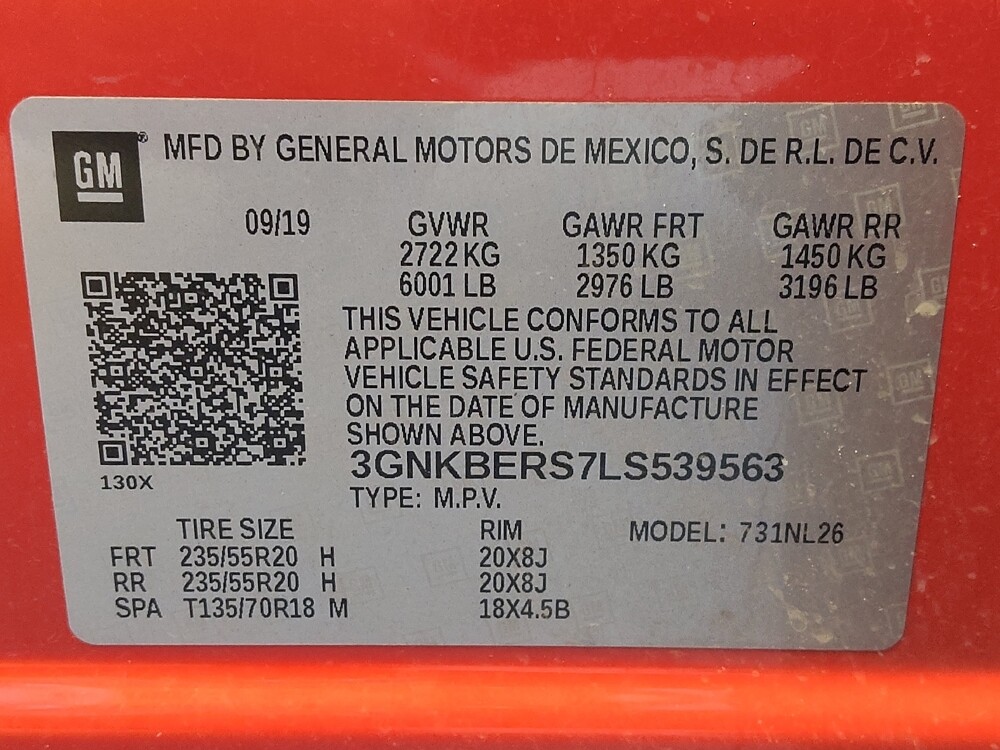 GM® MFD BY GENERAL MOTORS DE MEXICO, S. DE R.L. DE C.V.
09/19 GVWR GAWR FRT GAWR RR
2722 KG 1350 KG 1450 KG
6001 LB 2976 LB 3196 LB
THIS VEHICLE CONFORMS TO ALL
APPLICABLE U.S. FEDERAL MOTOR
VEHICLE SAFETY STANDARDS IN EFFECT
ON THE DATE OF MANUFACTURE
SHOWN ABOVE.
3GNKBERS7LS539563
130X
TYPE: M.P.V.
TIRE SIZE RIM MODEL: 731NL26
FRT 235/55R20 H 20X8J
RR 235/55R20 H 20X8J
SPA T135/70R18 M 18X4.5B